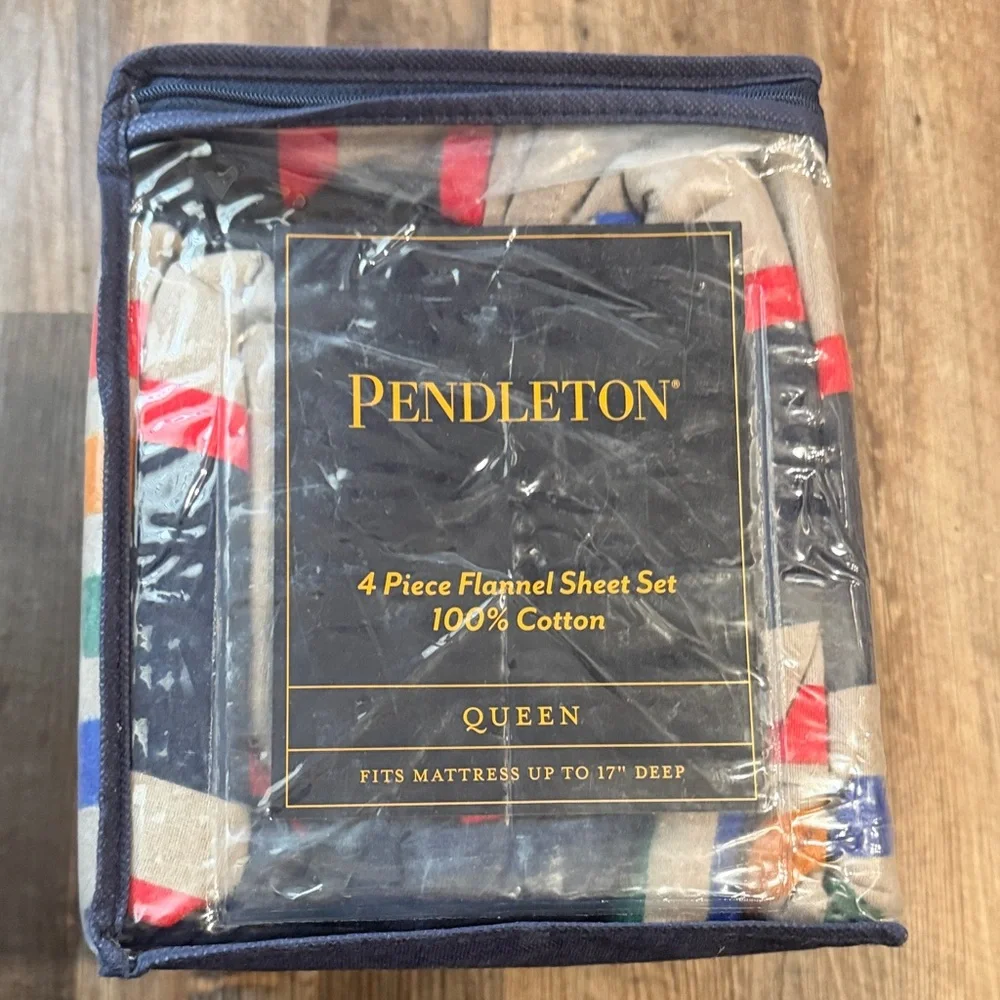 PENDLETON®
4 Piece Flannel Sheet Set
100% Cotton
QUEEN
FITS MATTRESS UP TO 17" DEEP